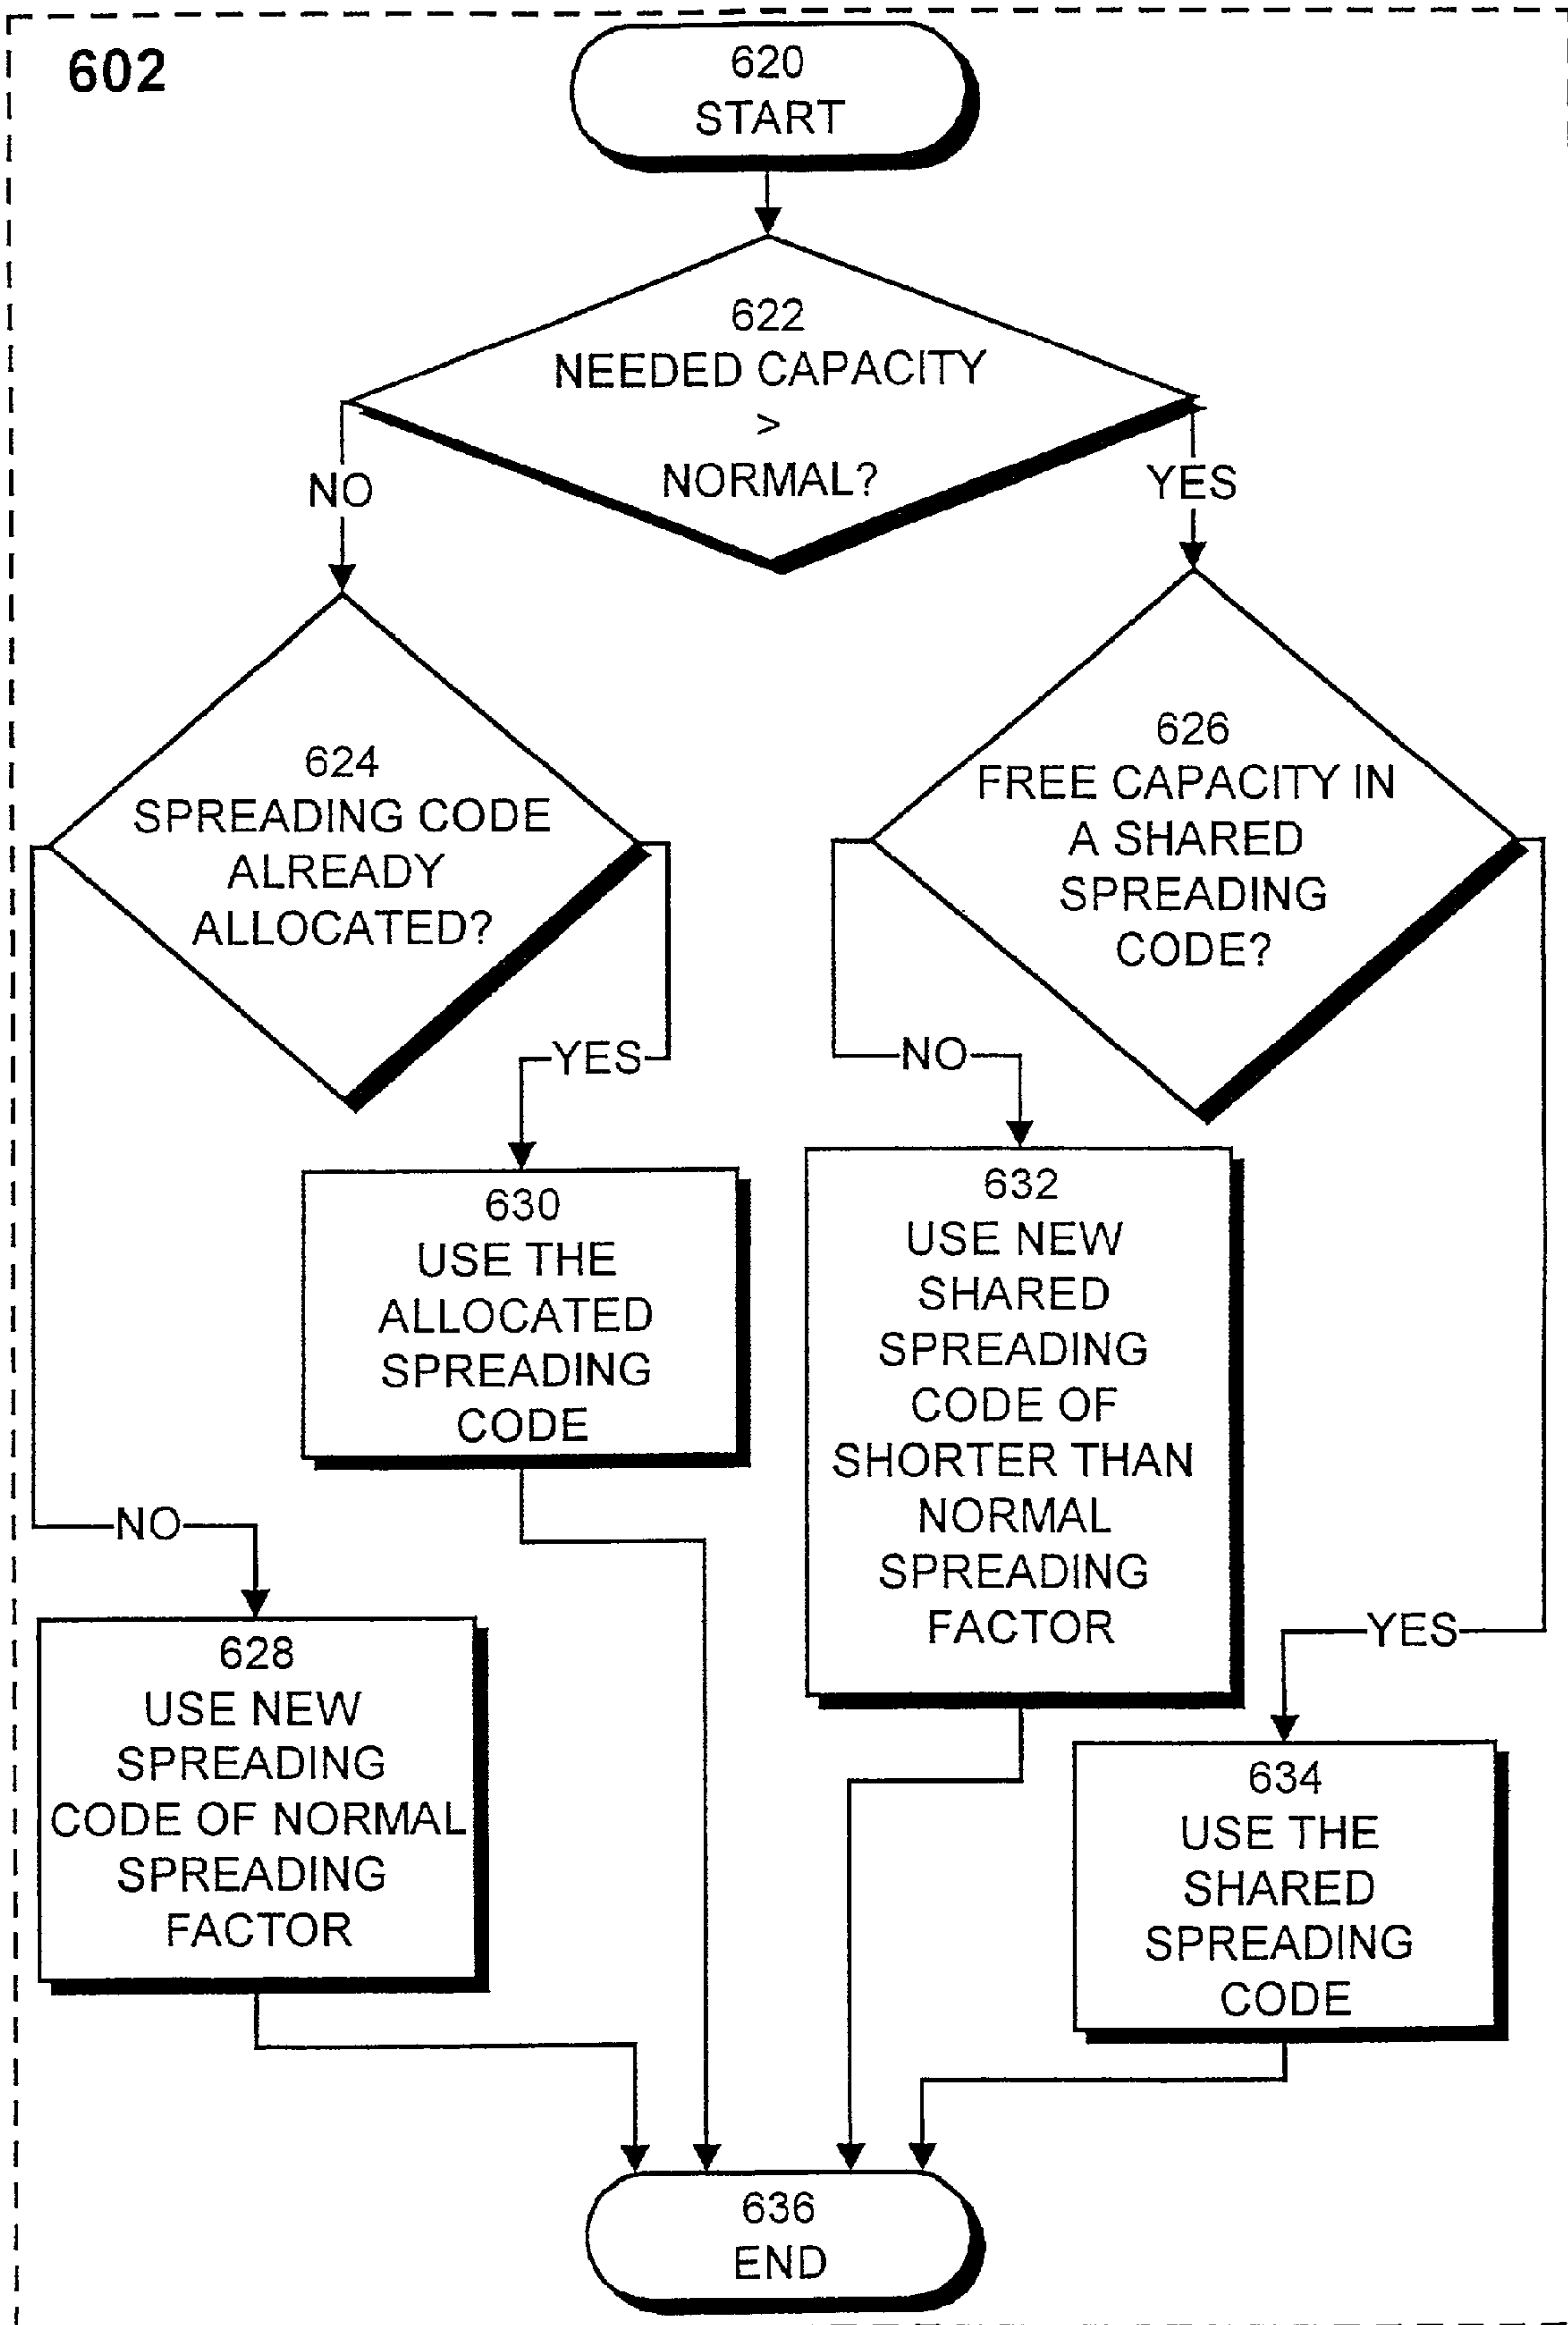 602
620
START
622
NEEDED CAPACITY
>
NORMAL?
NO
YES
624
SPREADING CODE
ALREADY
ALLOCATED?
626
FREE CAPACITY IN
A SHARED
SPREADING
CODE?
YES
NO
630
USE THE
ALLOCATED
SPREADING
CODE
632
USE NEW
SHARED
SPREADING
CODE OF
SHORTER THAN
NORMAL
SPREADING
FACTOR
NO
YES
628
USE NEW
SPREADING
CODE OF NORMAL
SPREADING
FACTOR
634
USE THE
SHARED
SPREADING
CODE
636
END